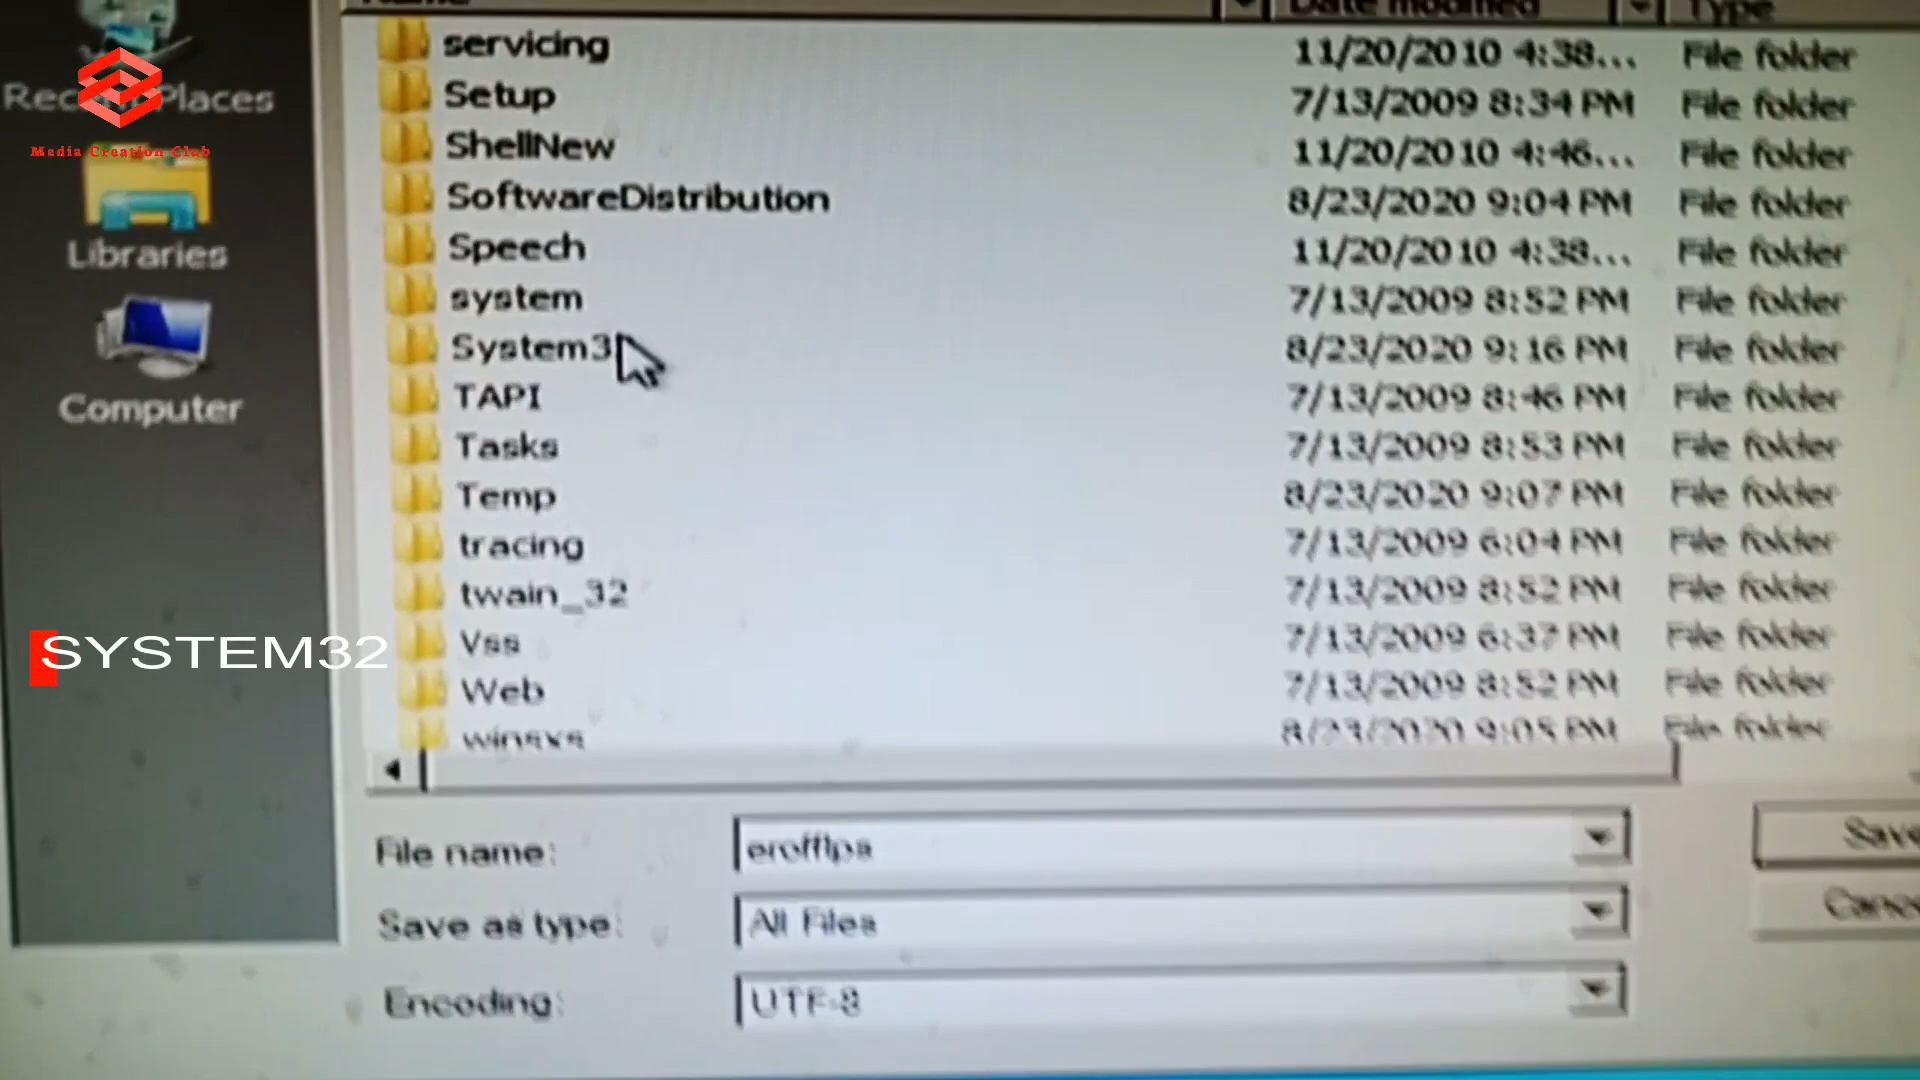 Name Date modified Type
servicing 11/20/2010 4:38... File folder
Setup 7/13/2009 8:34 PM File folder
Recent Places
ShellNew 11/20/2010 4:46... File folder
Media Creation Club
SoftwareDistribution 8/23/2020 9:04 PM File folder
Libraries
Speech 11/20/2010 4:38... File folder
system 7/13/2009 8:52 PM File folder
System3 8/23/2020 9:16 PM File folder
Computer
TAPI 7/13/2009 8:46 PM File folder
Tasks 7/13/2009 8:53 PM File folder
Temp 8/23/2020 9:07 PM File folder
tracing 7/13/2009 6:04 PM File folder
twain_32 7/13/2009 8:52 PM File folder
SYSTEM32
Vss 7/13/2009 6:37 PM File folder
Web 7/13/2009 8:52 PM File folder
winsxs 8/23/2020 9:05 PM File folder
File name: Save
Save as type: All Files Cance
Encoding: UTF-8